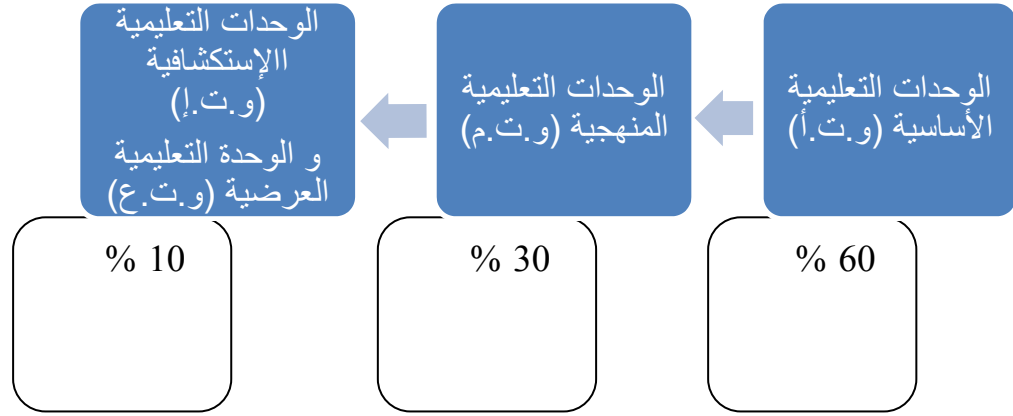 الوحدات التعليمية
الأساسية (و.ت.أ)
الوحدات التعليمية
المنهجية (و.ت.م)
الوحدات التعليمية
االإستكشافية
(و.ت.إ)
و الوحدة التعليمية
العرضية (و.ت.ع)
60 %
30 %
10 %